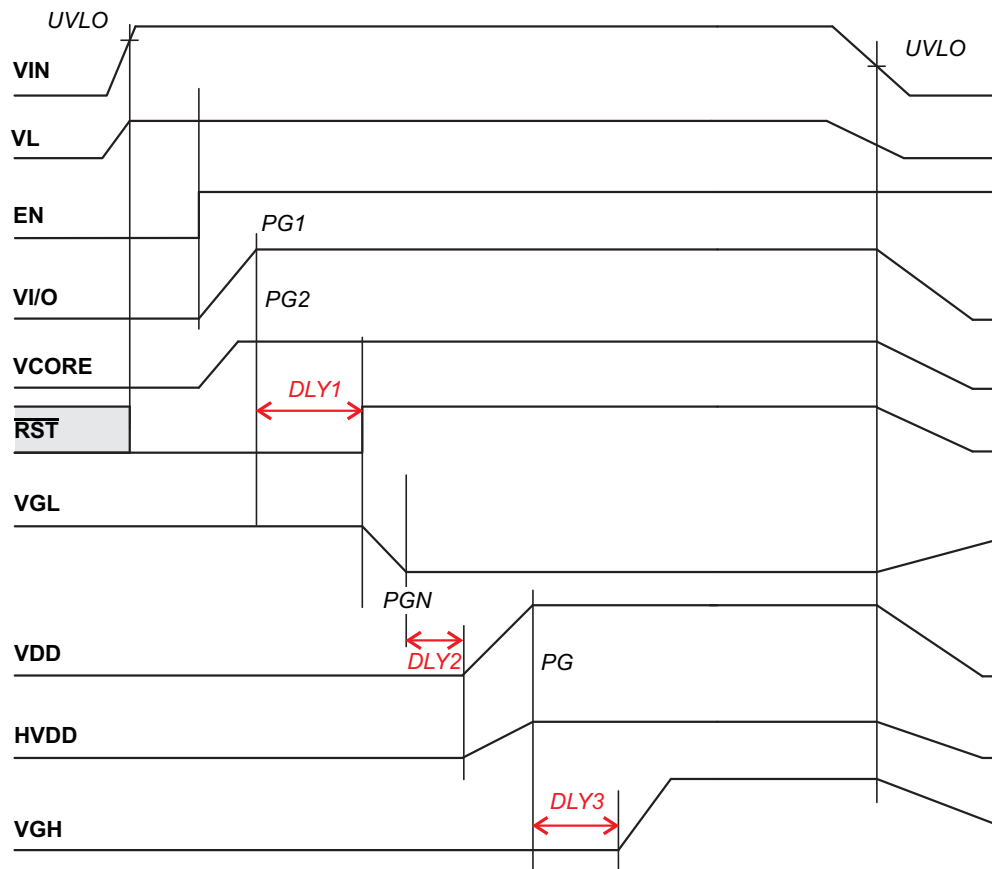 UVLO
UVLO
VIN
VL
EN
PG1
VI/O
PG2
VCORE
DLY1
RST
VGL
PGN
VDD
DLY2
PG
HVDD
DLY3
VGH